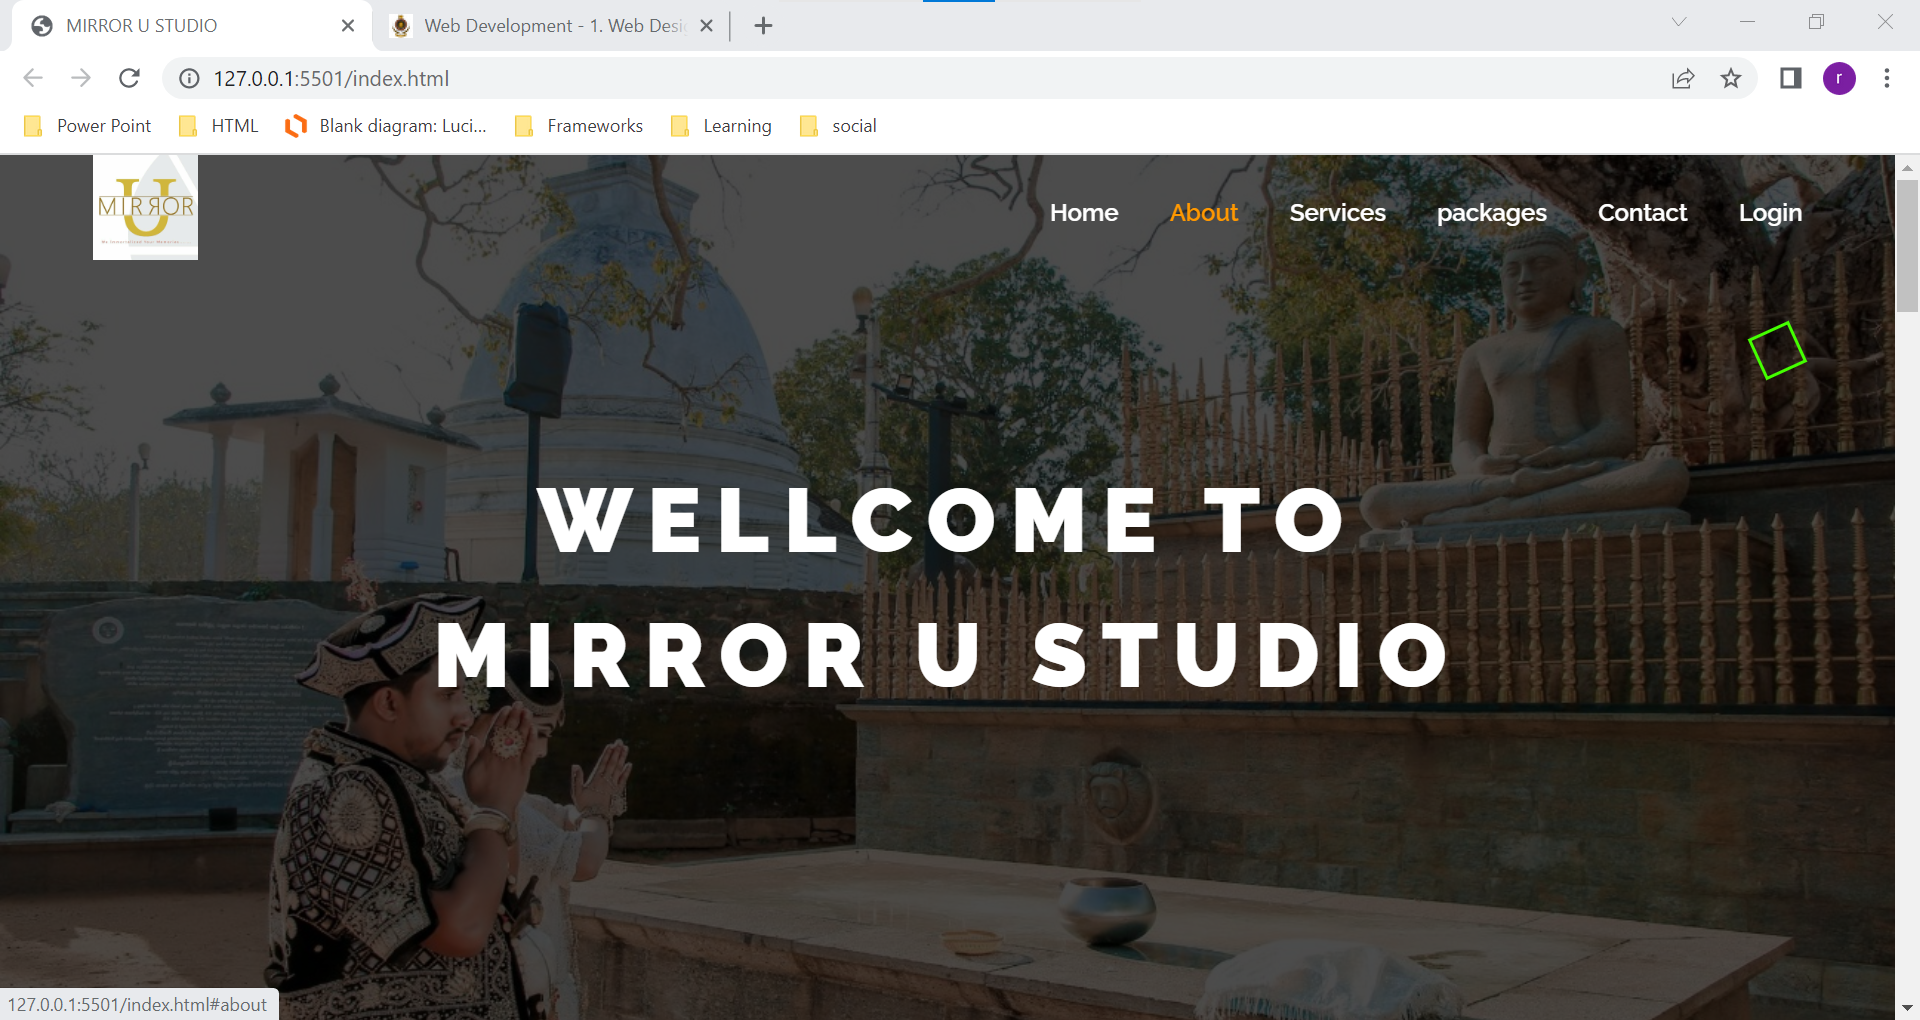 MIRROR U STUDIO
Web Development - 1. Web Desi
127.0.0.1:5501/index.html
r
Power Point
HTML
Blank diagram: Luci...
Frameworks
Learning
social
U
MIRROR
Home
About
Services
packages
Contact
Login
WELLCOME TO
MIRROR U STUDIO
127.0.0.1:5501/index.html#about